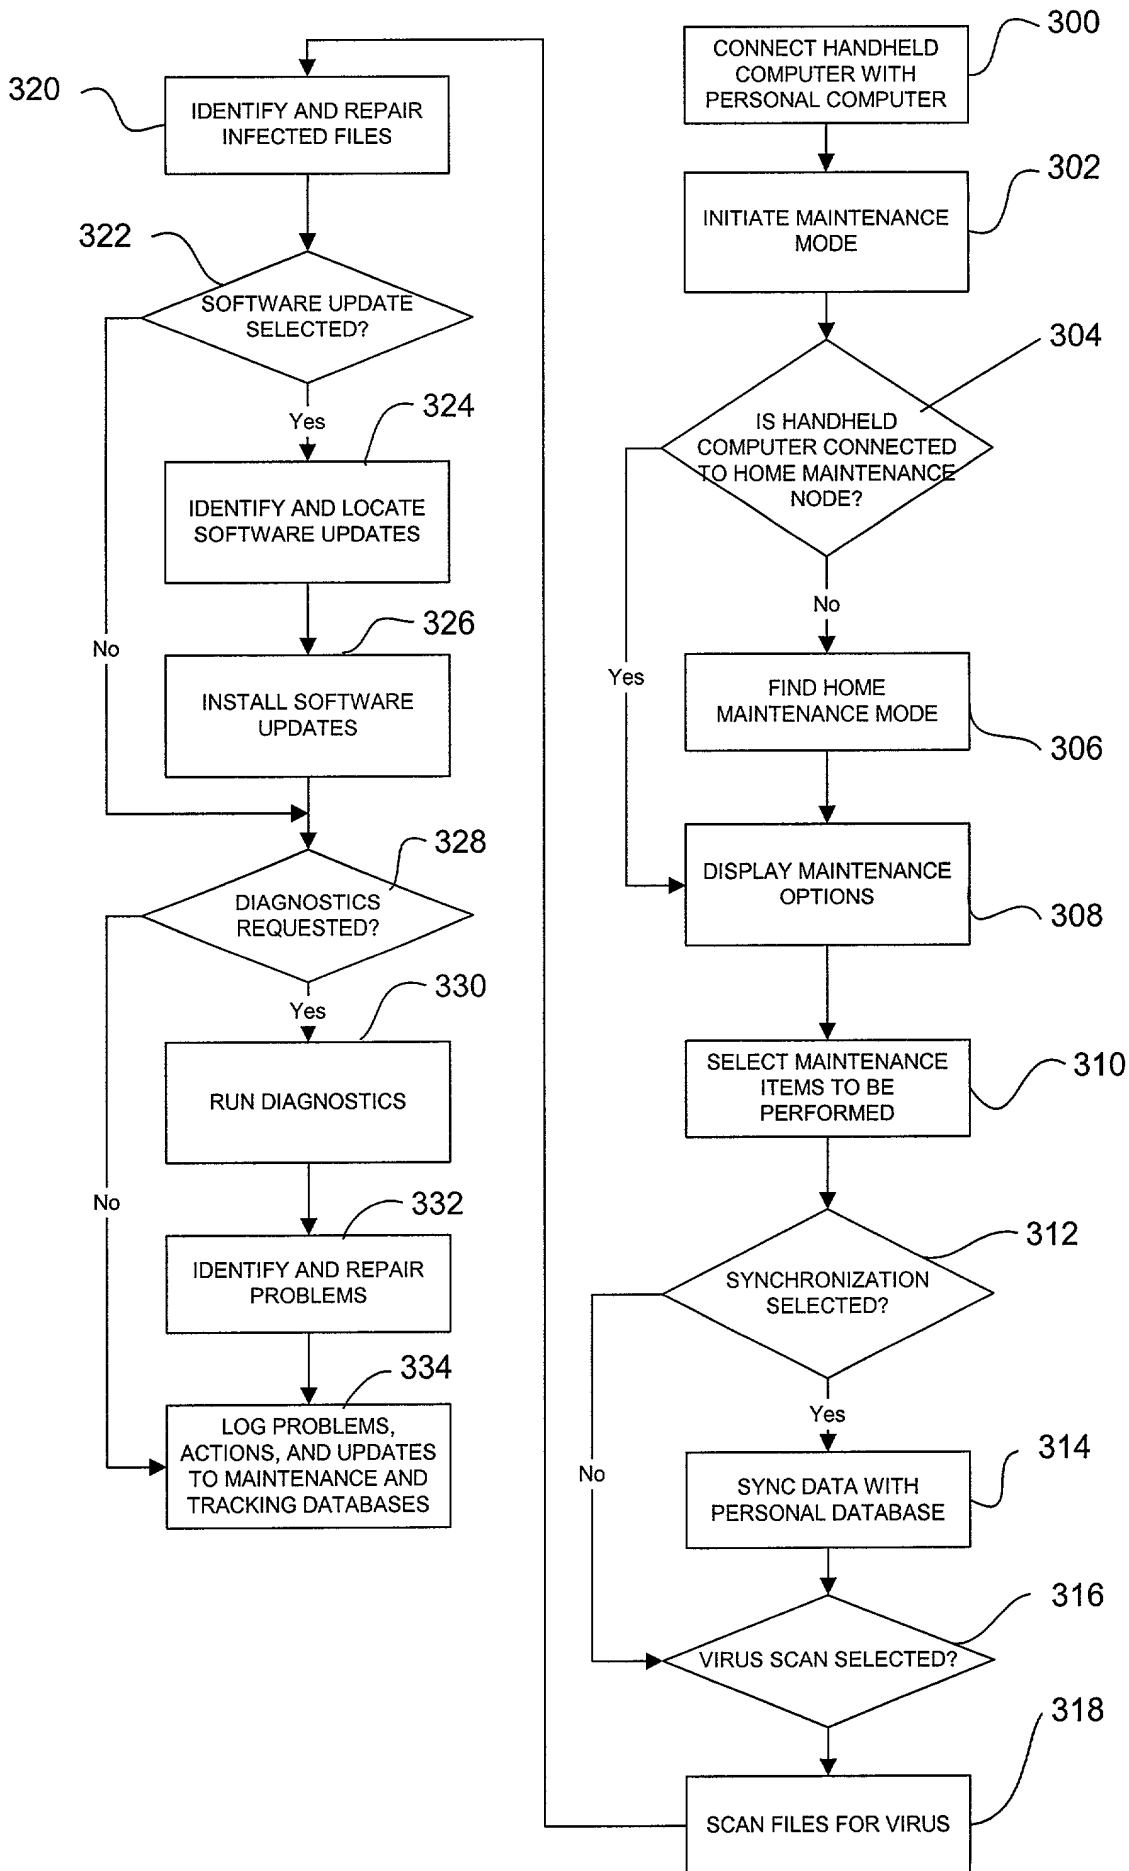 300
CONNECT HANDHELD
COMPUTER WITH
PERSONAL COMPUTER
302
INITIATE MAINTENANCE
MODE
304
IS HANDHELD
COMPUTER CONNECTED
TO HOME MAINTENANCE
NODE?
No
Yes
FIND HOME
MAINTENANCE MODE
306
DISPLAY MAINTENANCE
OPTIONS
308
SELECT MAINTENANCE
ITEMS TO BE
PERFORMED
310
312
SYNCHRONIZATION
SELECTED?
Yes
No
314
SYNC DATA WITH
PERSONAL DATABASE
316
VIRUS SCAN SELECTED?
318
SCAN FILES FOR VIRUS
320
IDENTIFY AND REPAIR
INFECTED FILES
322
SOFTWARE UPDATE
SELECTED?
Yes
No
324
IDENTIFY AND LOCATE
SOFTWARE UPDATES
326
INSTALL SOFTWARE
UPDATES
328
DIAGNOSTICS
REQUESTED?
Yes
No
330
RUN DIAGNOSTICS
332
IDENTIFY AND REPAIR
PROBLEMS
334
LOG PROBLEMS,
ACTIONS, AND UPDATES
TO MAINTENANCE AND
TRACKING DATABASES